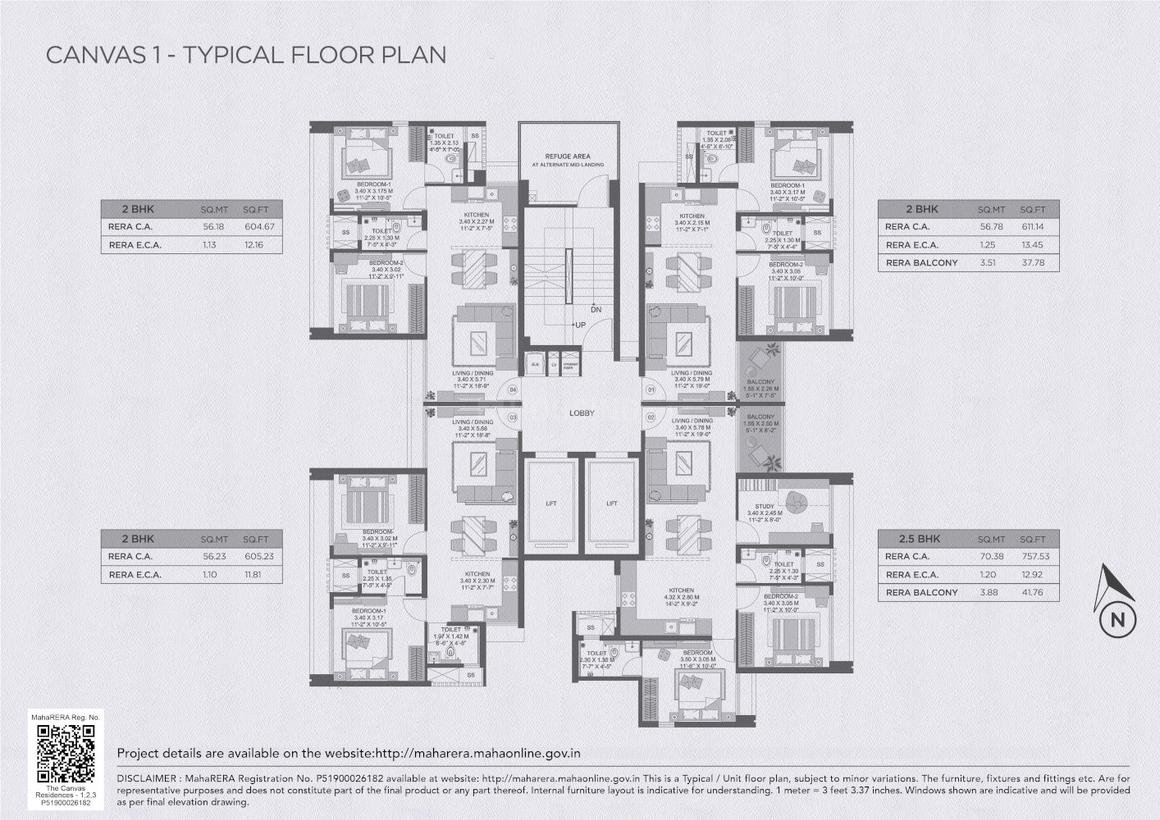 CANVAS 1 - TYPICAL FLOOR PLAN
2 BHK SQ.MT SQ.FT
RERA C.A. 56.18 604.67
RERA E.C.A. 1.13 12.16
2 BHK SQ.MT SQ.FT
RERA C.A. 56.78 611.14
RERA E.C.A. 1.25 13.45
RERA BALCONY 3.51 37.78
TOILET
1.35 X 2.13
4'-5" X 7'-0"
SS
BEDROOM-1
3.40 X 3.175 M
11'-2" X 10'-5"
KITCHEN
3.40 X 2.27 M
11'-2" X 7'-5"
SS
TOILET
2.25 X 1.30 M
7'-5" X 4'-3"
BEDROOM-2
3.40 X 3.02
11'-2" X 9'-11"
LIVING / DINING
3.40 X 5.71
11'-2" X 18'-9"
04
REFUGE AREA
AT ALTERNATE MID-LANDING
DN
UP
LOBBY
LIFT
LIFT
TOILET
1.35 X 2.08
4'-5" X 6'-10"
SS
BEDROOM-1
3.40 X 3.17 M
11'-2" X 10'-5"
KITCHEN
3.40 X 2.15 M
11'-2" X 7'-1"
TOILET
2.25 X 1.30 M
SS
BEDROOM-2
3.40 X 3.05
11'-2" X 10'-0"
LIVING / DINING
3.40 X 5.79 M
11'-2" X 19'-0"
01
BALCONY
5'-1" X 7'-5"
BALCONY
1.55 X 2.50 M
5'-1" X 8'-2"
03
LIVING / DINING
3.40 X 5.68
11'-2" X 18'-8"
02
LIVING / DINING
3.40 X 5.78 M
11'-2" X 19'-0"
BEDROOM-
3.40 X 3.02 M
11'-2" X 9'-11"
SS
TOILET
2.25 X 1.35
KITCHEN
3.40 X 2.30 M
11'-2" X 7'-7"
BEDROOM-1
3.40 X 3.17
11'-2" X 10'-5"
TOILET
1.97 X 1.42 M
6'-6" X 4'-8"
SS
STUDY
3.40 X 2.45 M
11'-2" X 8'-0"
TOILET
2.25 X 1.30
7'-5" X 4'-3"
SS
KITCHEN
4.32 X 2.80 M
14'-2" X 9'-2"
BEDROOM-2
3.40 X 3.05 M
11'-2" X 10'-0"
SS
TOILET
7'-7" X 4'-5"
BEDROOM
3.50 X 3.05 M
11'-6" X 10'-0"
2 BHK SQ.MT SQ.FT
RERA C.A. 56.23 605.23
RERA E.C.A. 1.10 11.81
2.5 BHK SQ.MT SQ.FT
RERA C.A. 70.38 757.53
RERA E.C.A. 1.20 12.92
RERA BALCONY 3.88 41.76
N
MahaRERA Reg. No.
The Canvas
Residences - 1,2,3
P51900026182
Project details are available on the website:http://maharera.mahaonline.gov.in
DISCLAIMER : MahaRERA Registration No. P51900026182 available at website: http://maharera.mahaonline.gov.in This is a Typical / Unit floor plan, subject to minor variations. The furniture, fixtures and fittings etc. Are for
representative purposes and does not constitute part of the final product or any part thereof. Internal furniture layout is indicative for understanding. 1 meter = 3 feet 3.37 inches. Windows shown are indicative and will be provided
as per final elevation drawing.